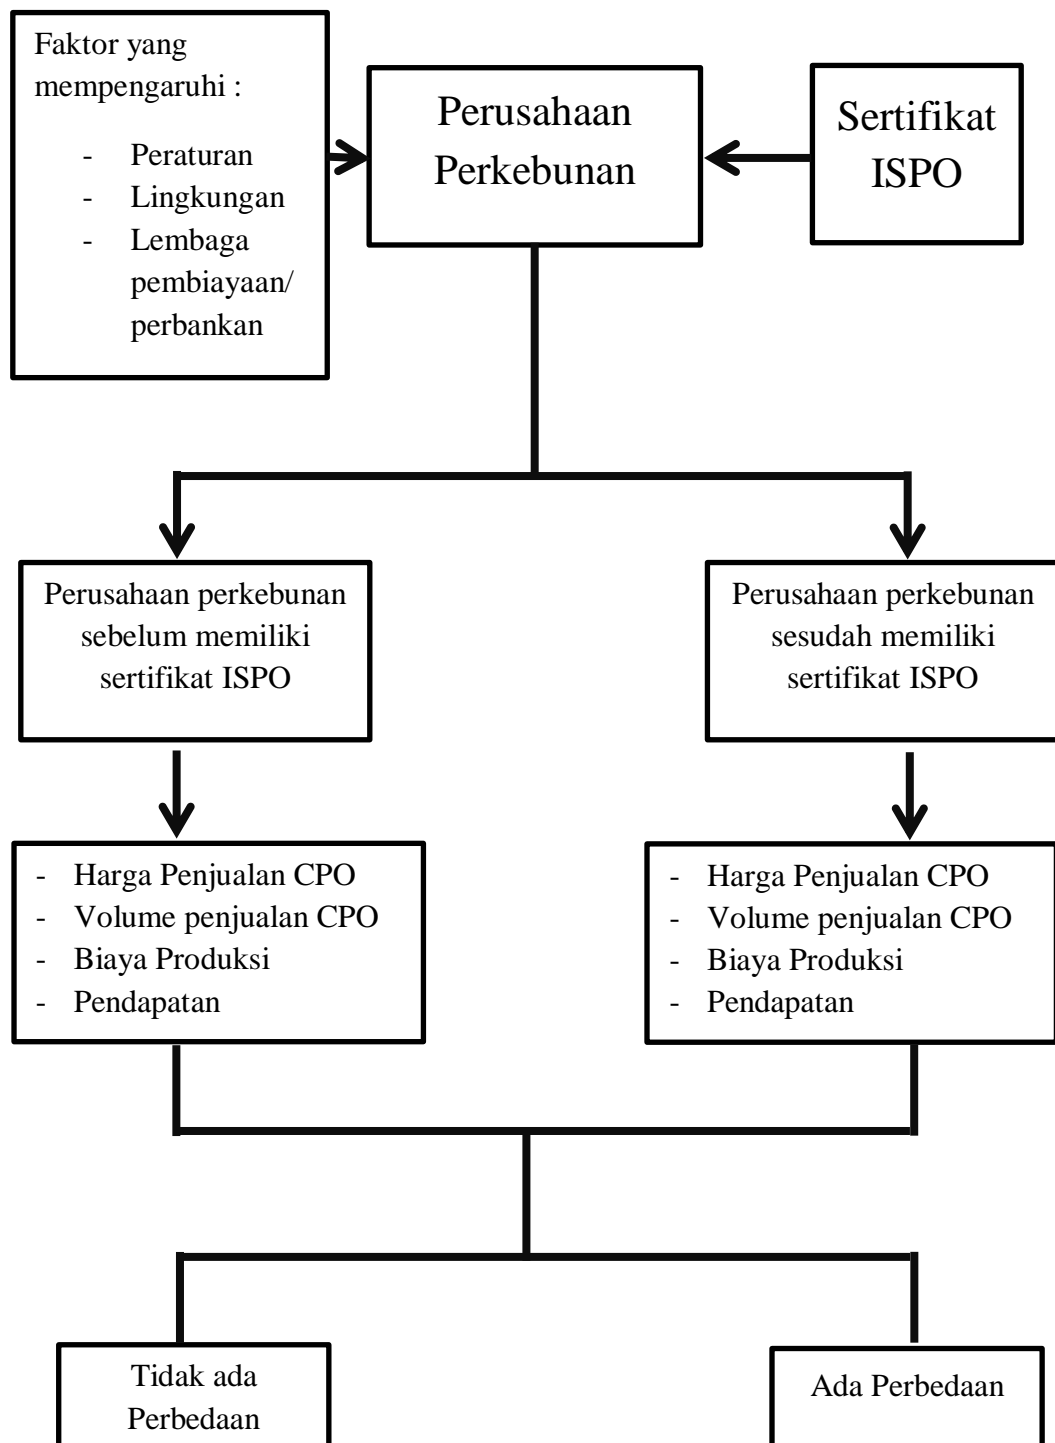 Faktor yang
mempengaruhi :
- Peraturan
- Lingkungan
- Lembaga
pembiayaan/
perbankan
Perusahaan
Perkebunan
Sertifikat
ISPO
Perusahaan perkebunan
sebelum memiliki
sertifikat ISPO
Perusahaan perkebunan
sesudah memiliki
sertifikat ISPO
- Harga Penjualan CPO
- Volume penjualan CPO
- Biaya Produksi
- Pendapatan
- Harga Penjualan CPO
- Volume penjualan CPO
- Biaya Produksi
- Pendapatan
Tidak ada
Perbedaan
Ada Perbedaan